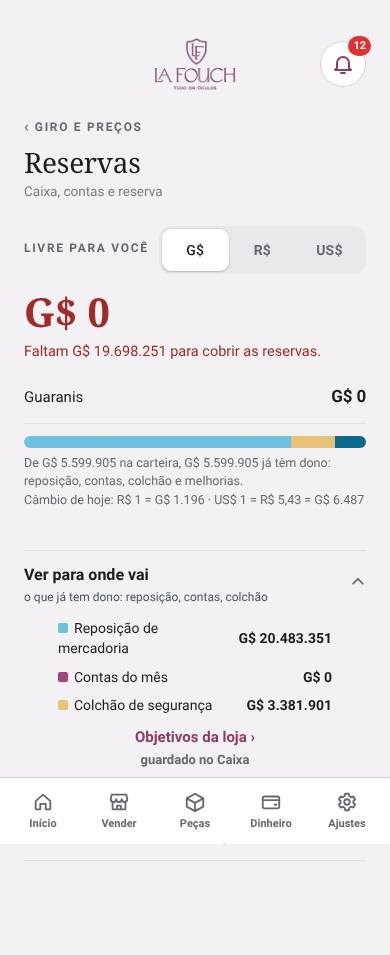 LF
LA FOUCH
Tudo em Óculos
12
‹ GIRO E PREÇOS
Reservas
Caixa, contas e reserva
LIVRE PARA VOCÊ
G$
R$
US$
G$ 0
Faltam G$ 19.698.251 para cobrir as reservas.
Guaranis
G$ 0
De G$ 5.599.905 na carteira, G$ 5.599.905 já têm dono:
reposição, contas, colchão e melhorias.
Câmbio de hoje: R$ 1 = G$ 1.196 · US$ 1 = R$ 5,43 = G$ 6.487
Ver para onde vai
o que já tem dono: reposição, contas, colchão
Reposição de
mercadoria
G$ 20.483.351
Contas do mês
G$ 0
Colchão de segurança
G$ 3.381.901
Objetivos da loja ›
guardado no Caixa
Início
Vender
Peças
Dinheiro
Ajustes